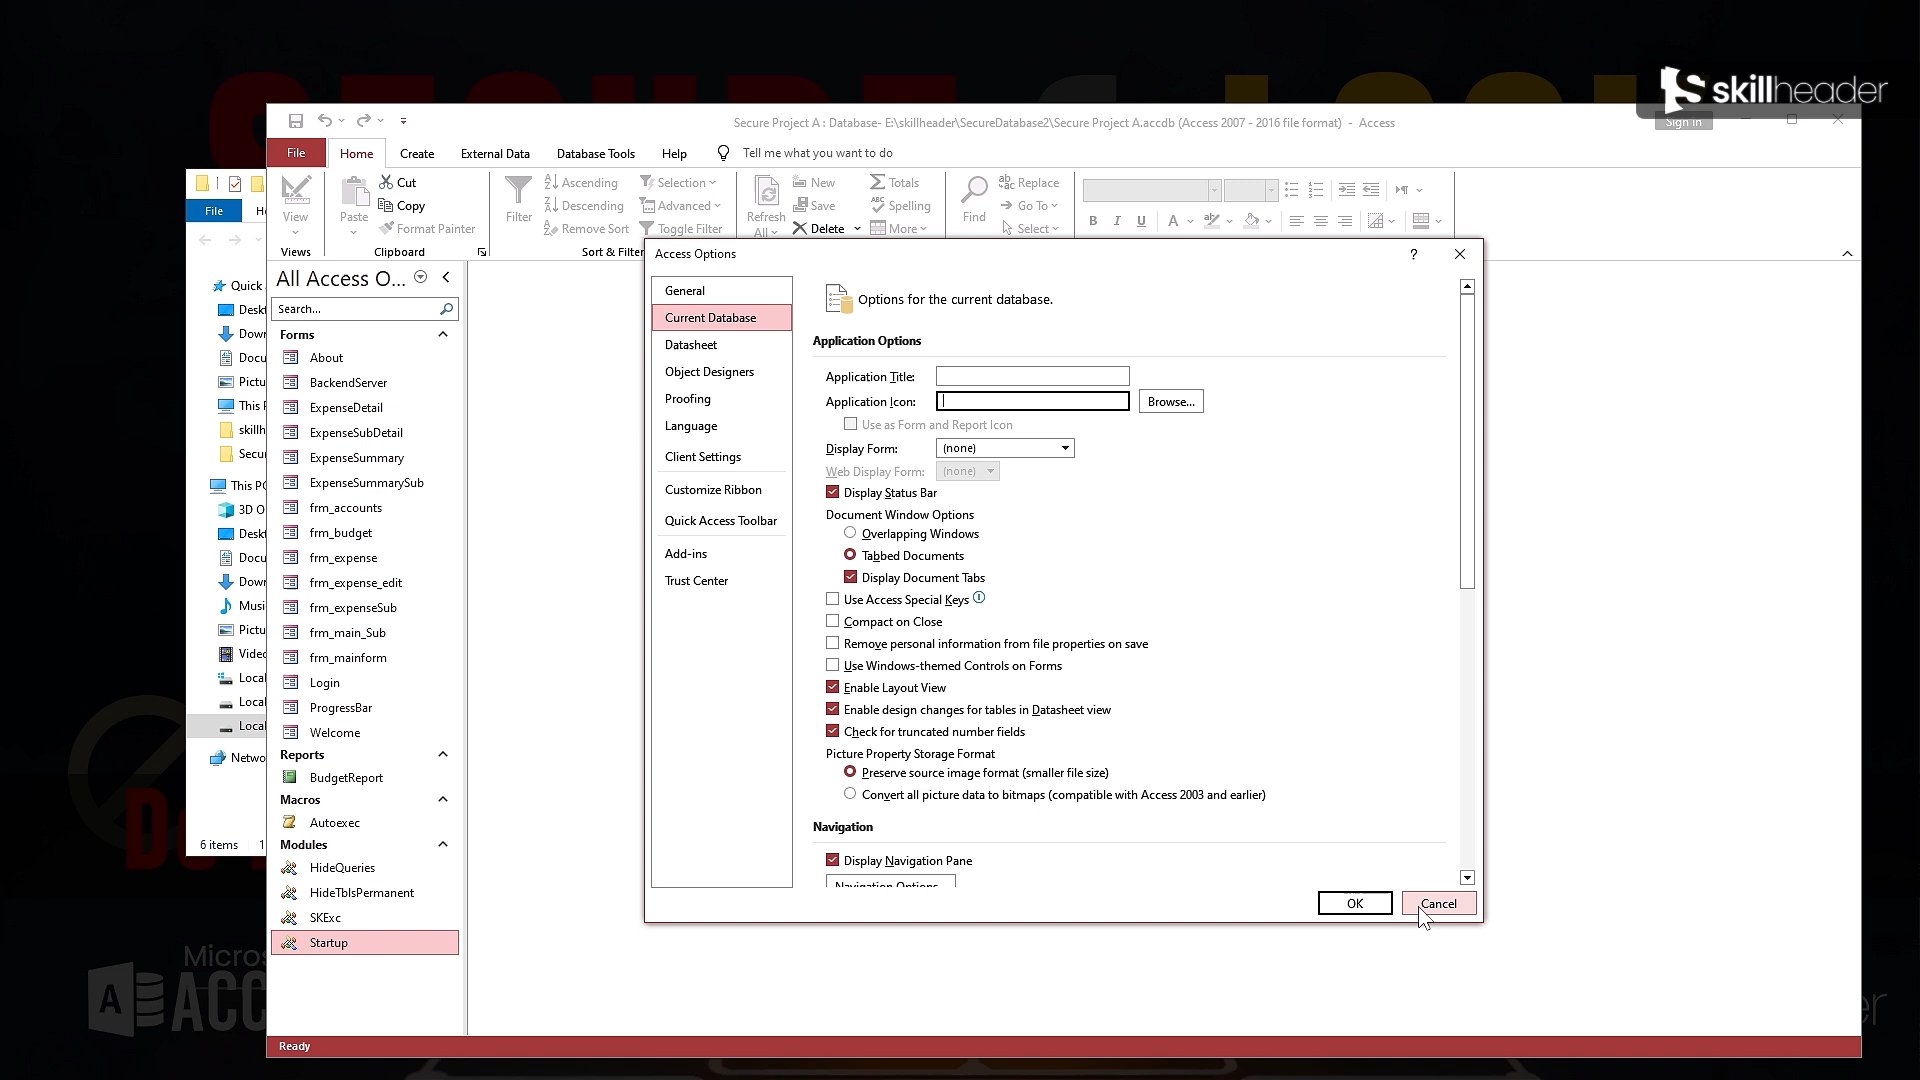 skillheader
Secure Project A : Database- E:\skillheader\SecureDatabase2\Secure Project A.accdb (Access 2007 - 2016 file format) - Access
Sign in
File
Home
Create
External Data
Database Tools
Help
Tell me what you want to do
View
Views
Paste
Cut
Copy
Format Painter
Clipboard
Filter
Ascending
Descending
Remove Sort
Selection
Advanced
Toggle Filter
Sort & Filter
Refresh
All
New
Save
Delete
Totals
Spelling
More
Find
Replace
Go To
Select
File
Quick
This PC
6 items
All Access O...
Search...
Forms
About
BackendServer
ExpenseDetail
ExpenseSubDetail
ExpenseSummary
ExpenseSummarySub
frm_accounts
frm_budget
frm_expense
frm_expense_edit
frm_expenseSub
frm_main_Sub
frm_mainform
Login
ProgressBar
Welcome
Reports
BudgetReport
Macros
Autoexec
Modules
HideQueries
HideTblsPermanent
SKExc
Startup
Ready
Access Options
General
Current Database
Datasheet
Object Designers
Proofing
Language
Client Settings
Customize Ribbon
Quick Access Toolbar
Add-ins
Trust Center
Options for the current database.
Application Options
Application Title:
Application Icon:
Browse...
Use as Form and Report Icon
Display Form:
(none)
Web Display Form:
(none)
Display Status Bar
Document Window Options
Overlapping Windows
Tabbed Documents
Display Document Tabs
Use Access Special Keys
Compact on Close
Remove personal information from file properties on save
Use Windows-themed Controls on Forms
Enable Layout View
Enable design changes for tables in Datasheet view
Check for truncated number fields
Picture Property Storage Format
Preserve source image format (smaller file size)
Convert all picture data to bitmaps (compatible with Access 2003 and earlier)
Navigation
Display Navigation Pane
Navigation Options...
OK
Cancel